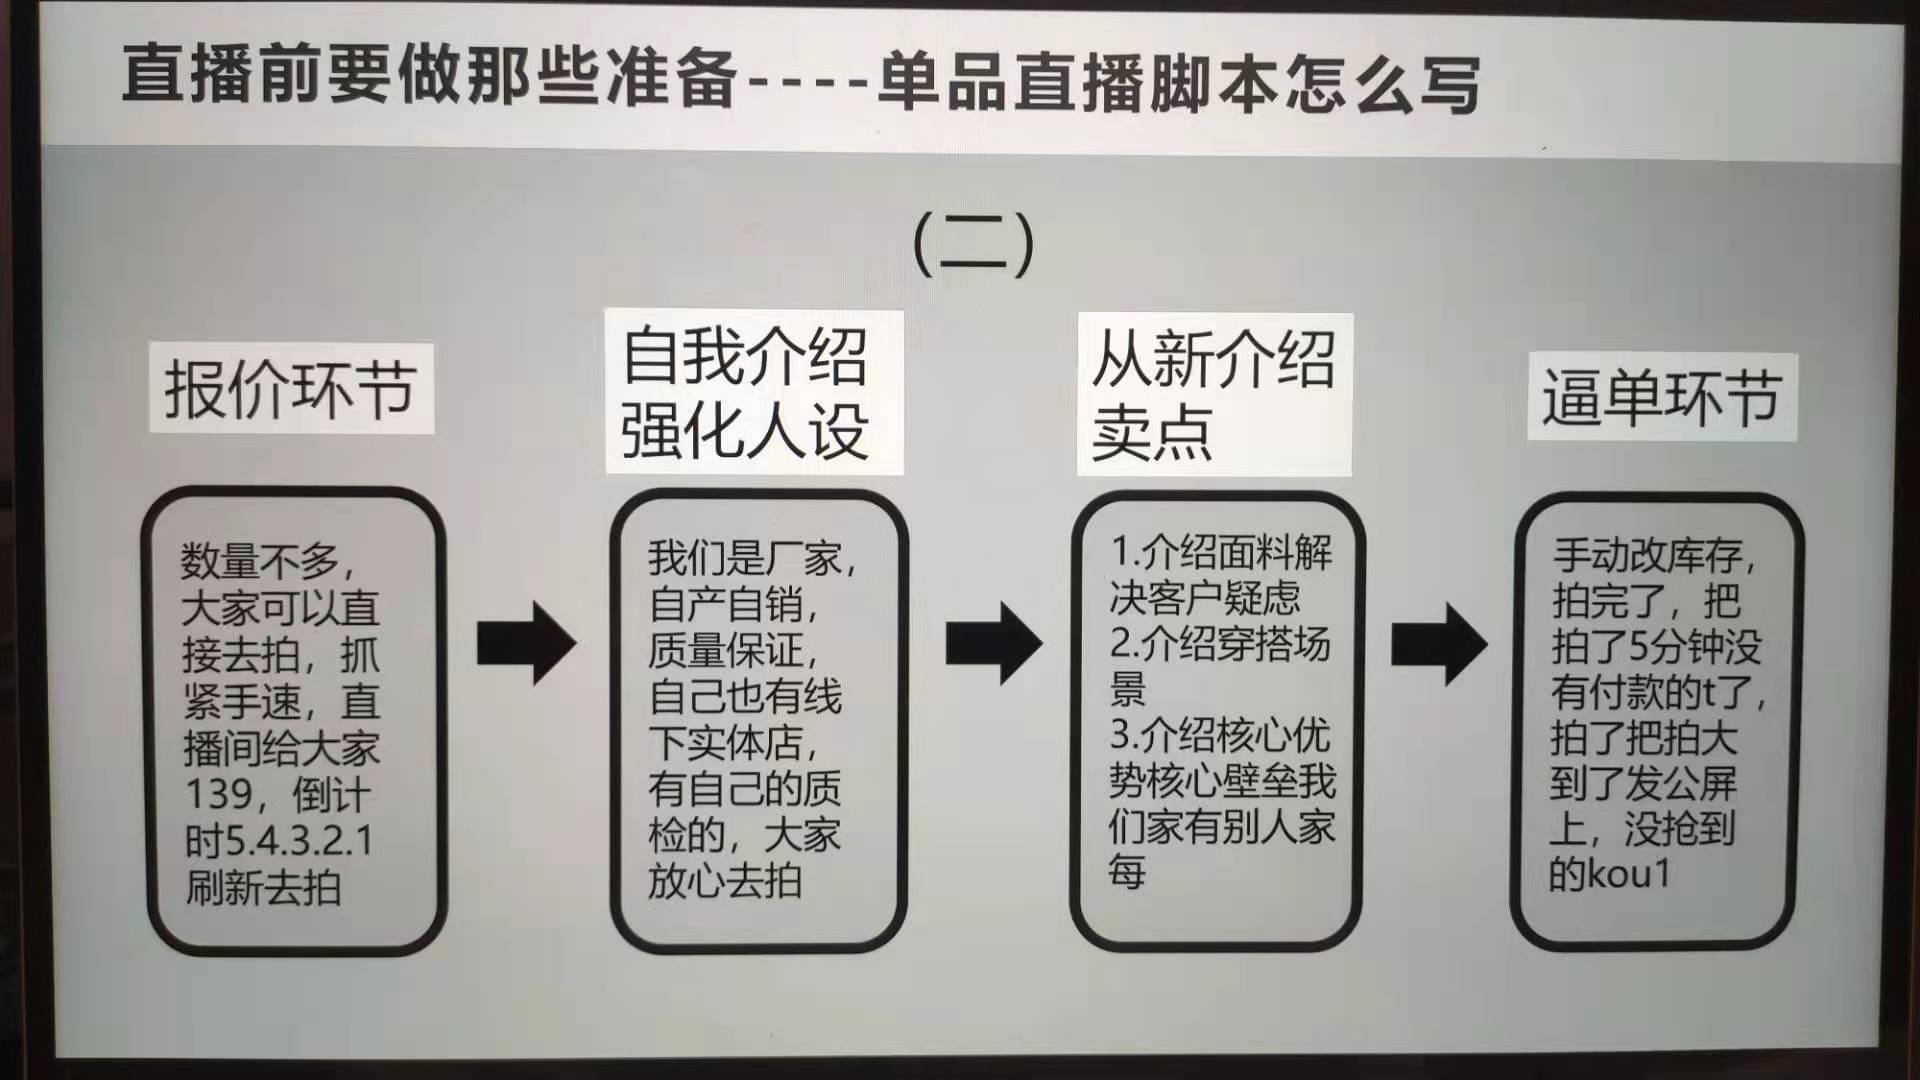 直播前要做那些准备----单品直播脚本怎么写
(二)
报价环节
数量不多，
大家可以直
接去拍，抓
紧手速，直
播间给大家
139，倒计
时5.4.3.2.1
刷新去拍
自我介绍
强化人设
我们是厂家，
自产自销，
质量保证，
自己也有线
下实体店，
有自己的质
检的，大家
放心去拍
从新介绍
卖点
1.介绍面料解
决客户疑虑
2.介绍穿搭场
景
3.介绍核心优
势核心壁垒我
们家有别人家
每
逼单环节
手动改库存，
拍完了，把
拍了5分钟没
有付款的t了，
拍了把拍大
到了发公屏
上，没抢到
的kou1